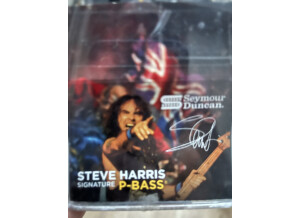 Seymour
Duncan.
STEVE HARRIS
SIGNATURE P-BASS